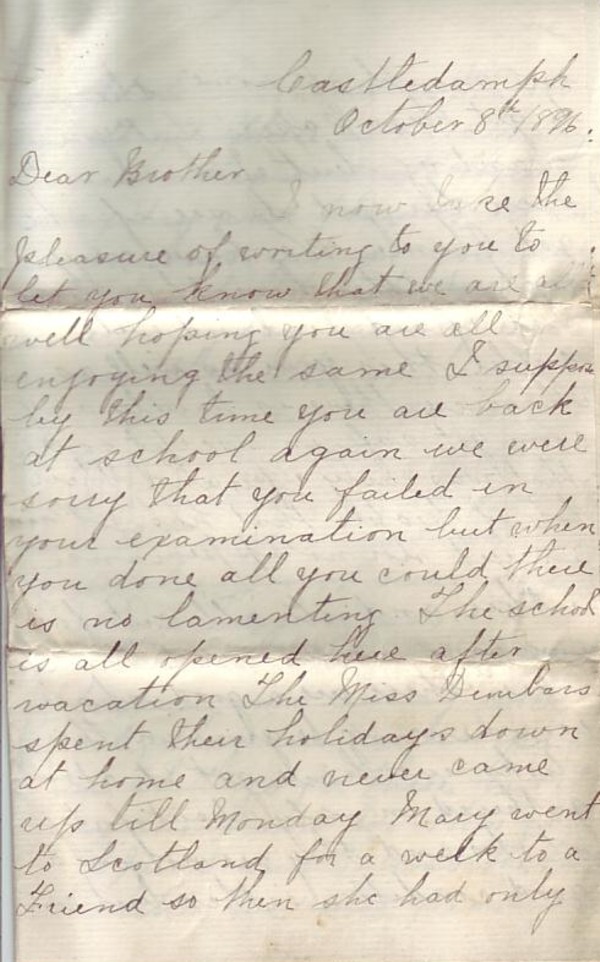 Castledamph
October 8th 1896.
Dear Brother
I now take the
pleasure of writing to you to
let you know that we are all
well hoping you are all
enjoying the same I suppose
by this time you are back
at school again we were
sorry that you failed in
your examination but when
you done all you could there
is no lamenting The school
is all opened here after
vacation The Miss Dunbars
spent their holidays down
at home and never came
up till Monday Mary went
to Scotland for a week to a
Friend so then she had only